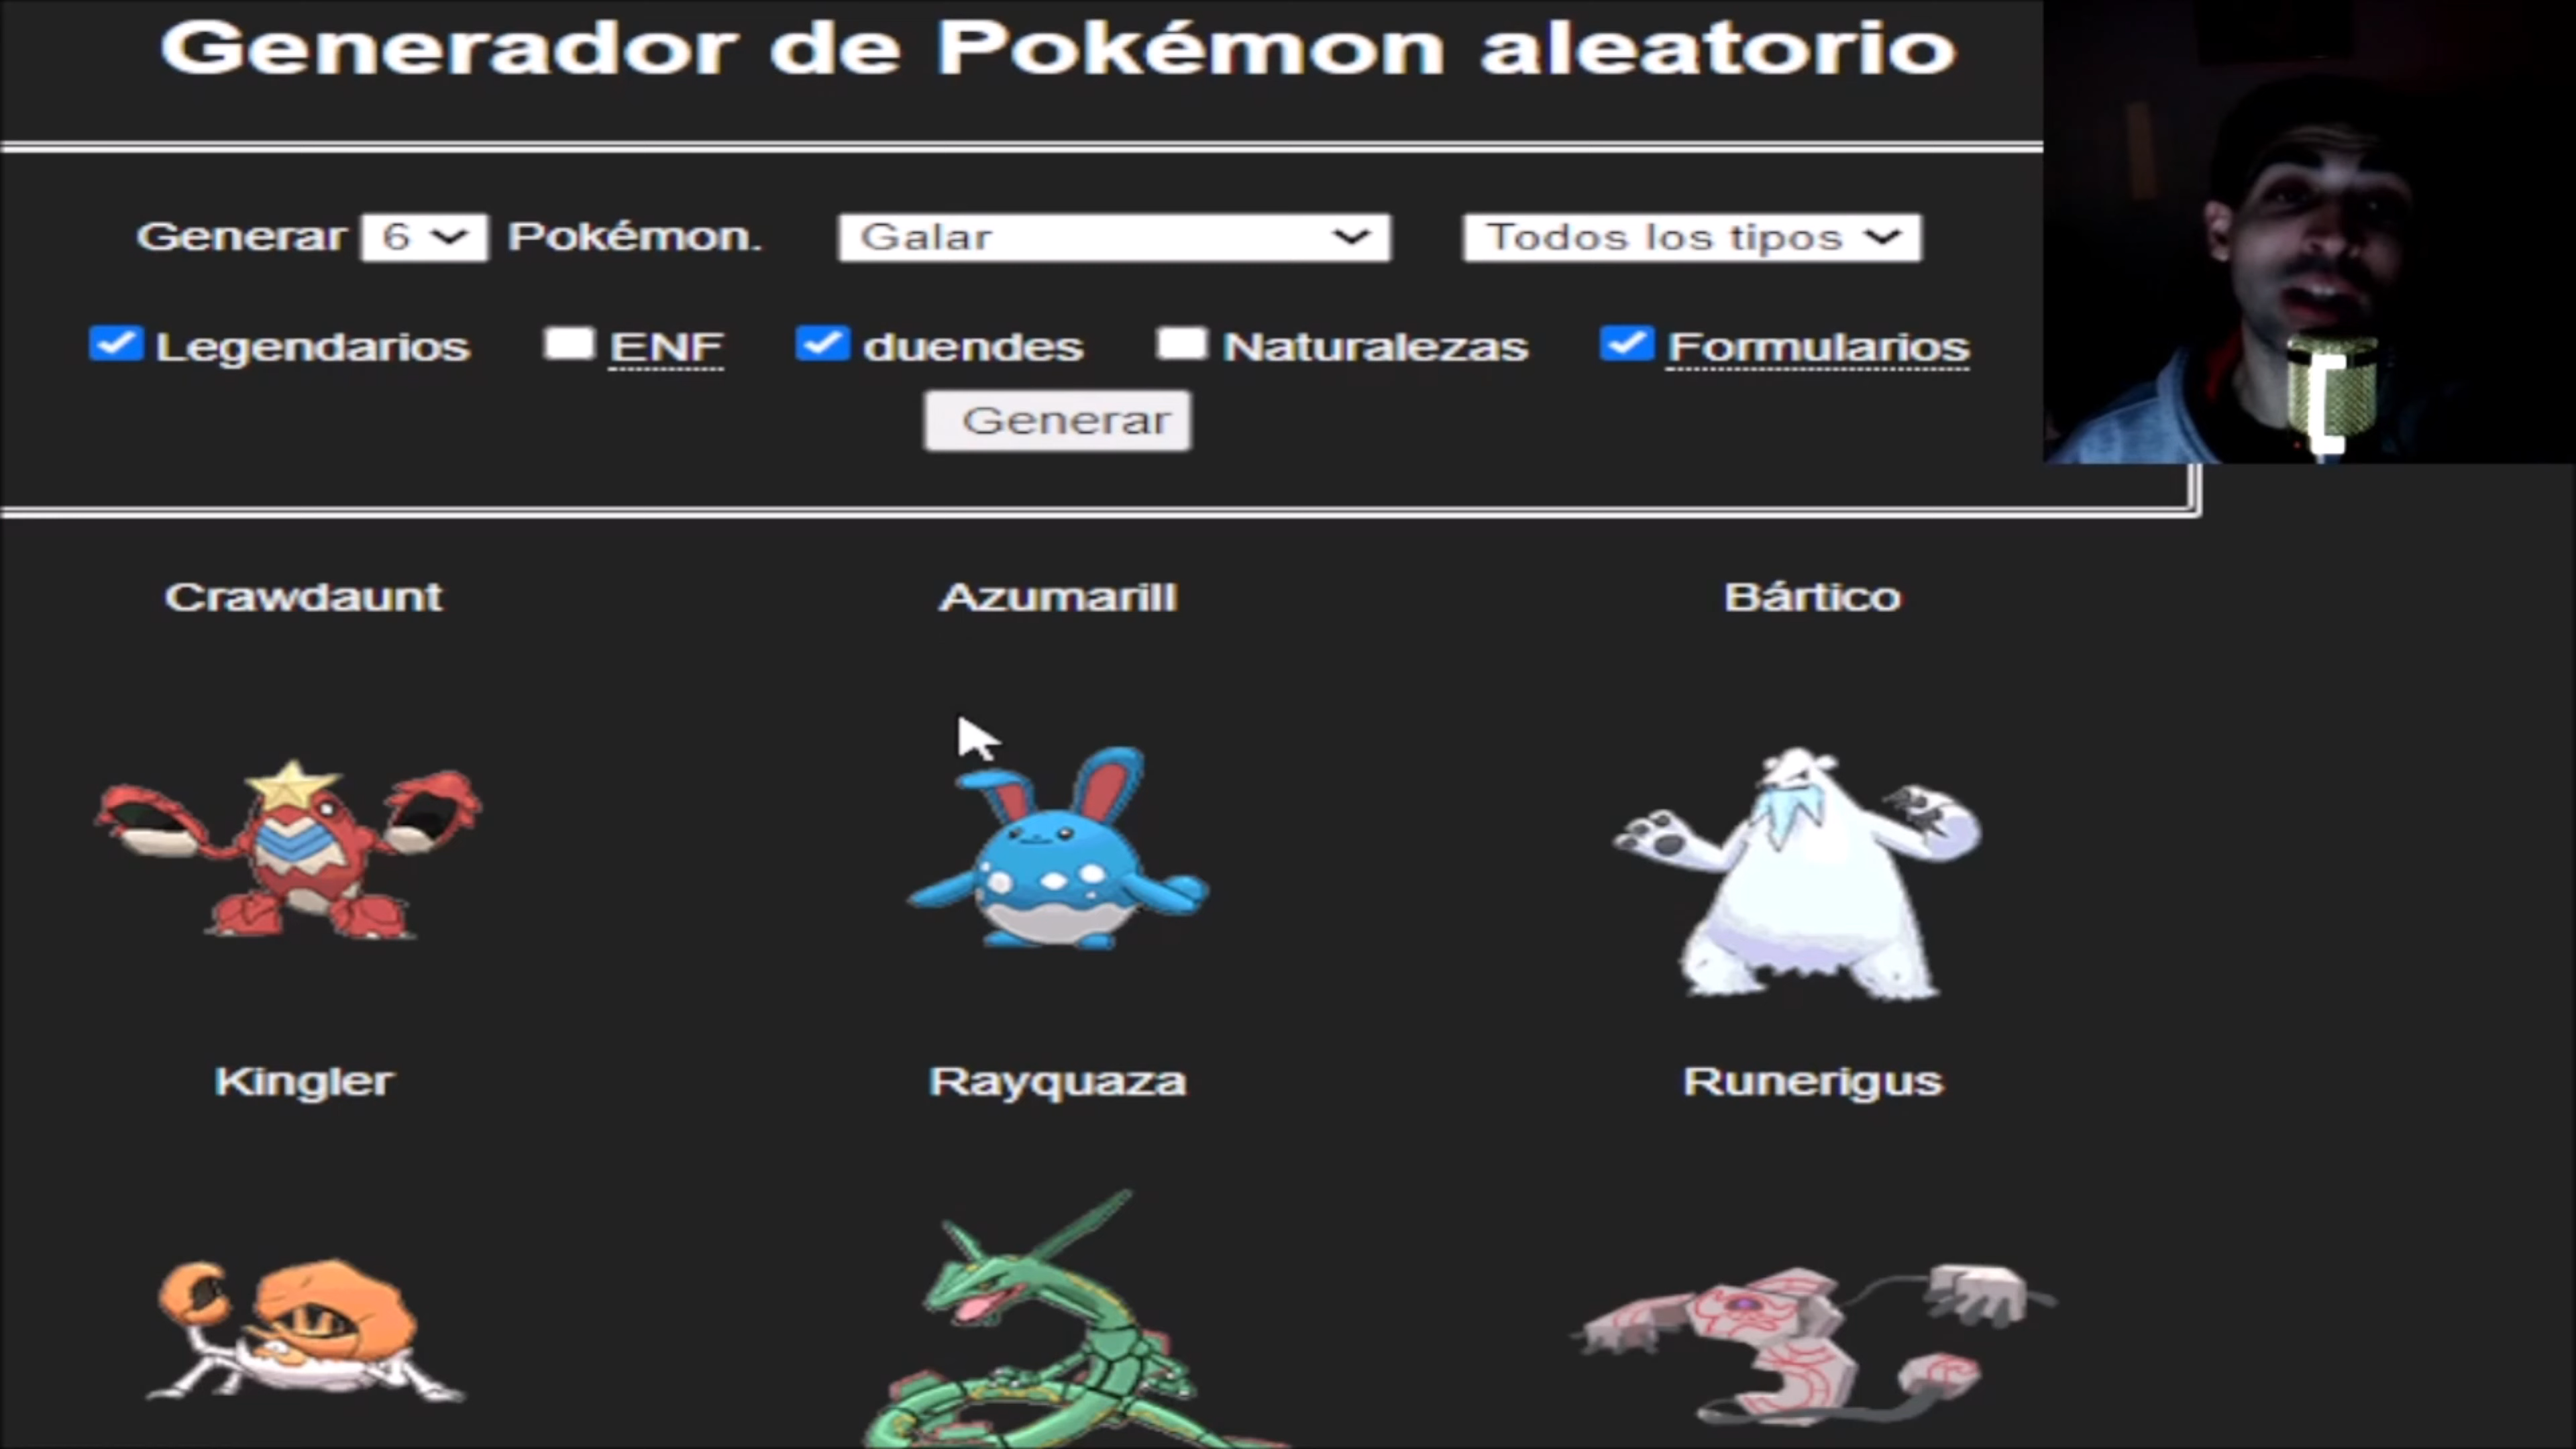 Generador de Pokémon aleatorio
Generar 6 Pokémon. Galar Todos los tipos
Legendarios ENF duendes Naturalezas Formularios
Generar
Crawdaunt Azumarill Bártico
Kingler Rayquaza Runerigus